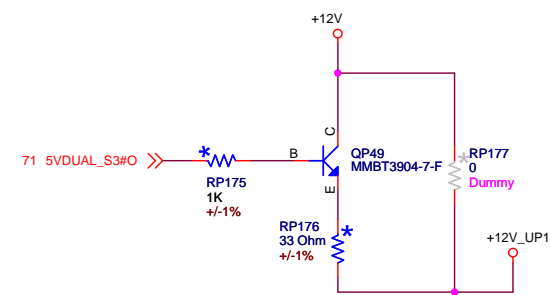 +12V
C
71 5VDUAL_S3#O
B
QP49
MMBT3904-7-F
RP177
0
Dummy
RP175
1K
+/-1%
E
RP176
33 Ohm
+/-1%
+12V_UP1